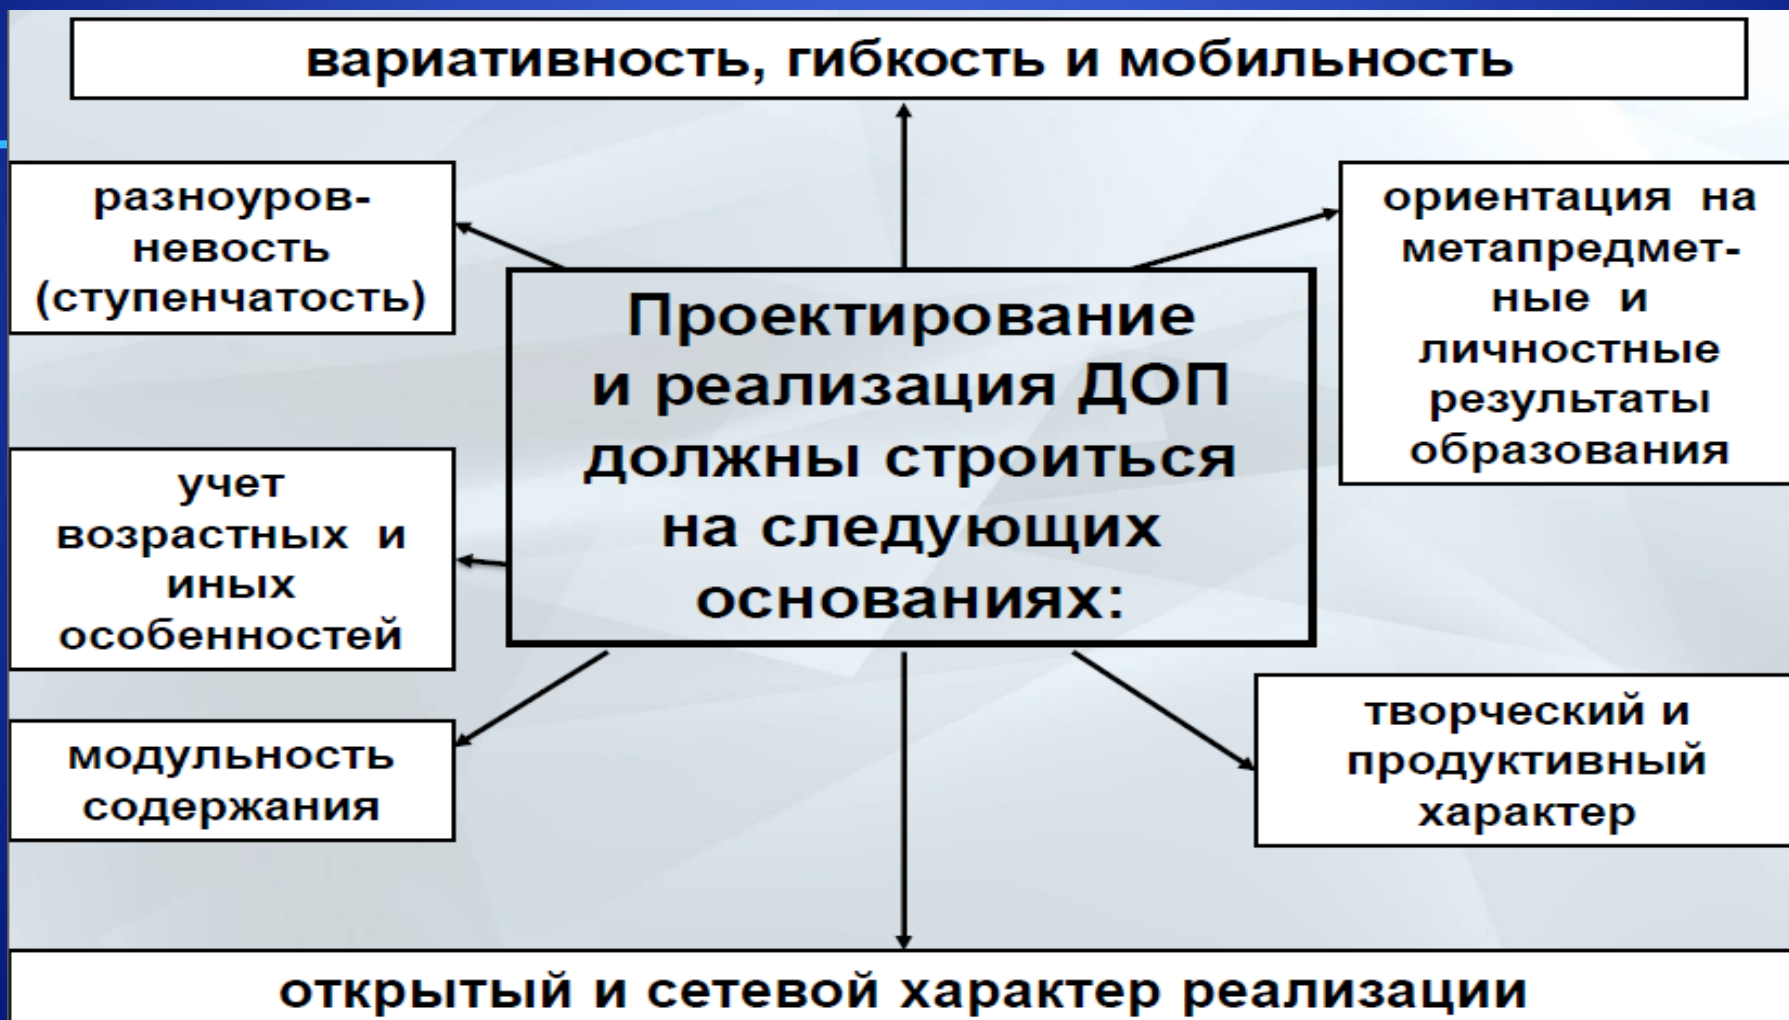 вариативность, гибкость и мобильность
разноуров-
невость
(ступенчатость)
ориентация на
метапредмет-
ные и
личностные
результаты
образования
Проектирование
и реализация ДОП
должны строиться
на следующих
основаниях:
учет
возрастных и
иных
особенностей
модульность
содержания
творческий и
продуктивный
характер
открытый и сетевой характер реализации